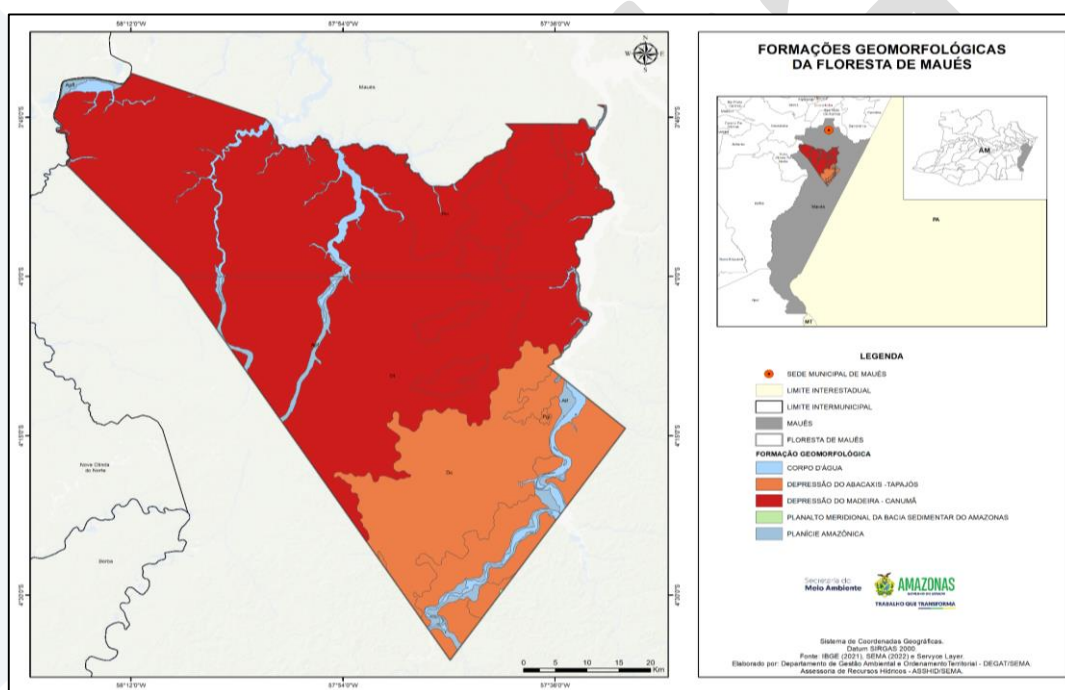 58°12'0"W
57°54'0"W
57°36'0"W
Maués
Nova Olinda
do Norte
Borba
0 5 10 15 20
Km
FORMAÇÕES GEOMORFOLÓGICAS
DA FLORESTA DE MAUÉS
AM
PA
MT
LEGENDA
SEDE MUNICIPAL DE MAUÉS
LIMITE INTERESTADUAL
LIMITE INTERMUNICIPAL
MAUÉS
FLORESTA DE MAUÉS
FORMAÇÃO GEOMORFOLÓGICA
CORPO D'ÁGUA
DEPRESSÃO DO ABACAXIS -TAPAJÓS
DEPRESSÃO DO MADEIRA - CANUMÃ
PLANALTO MERIDIONAL DA BACIA SEDIMENTAR DO AMAZONAS
PLANÍCIE AMAZÔNICA
Secretaria do
Meio Ambiente
AMAZONAS
TRABALHO QUE TRANSFORMA
Sistema de Coordenadas Geográficas.
Datum SIRGAS 2000.
Fonte: IBGE (2021), SEMA (2022) e Servyce Layer.
Elaborado por: Departamento de Gestão Ambiental e Ordenamento Territorial - DEGAT/SEMA.
Assessoria de Recursos Hídricos - ASSHID/SEMA.